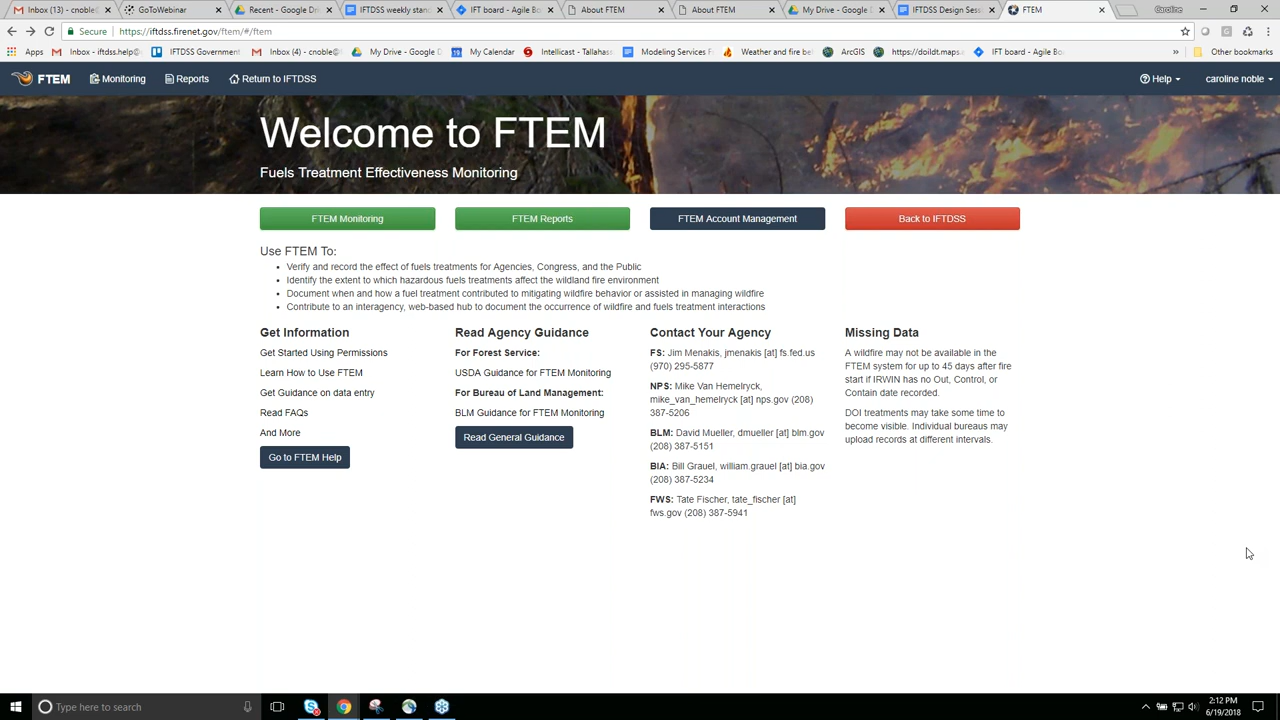 Inbox (13) - cnoble@
GoToWebinar
Recent - Google Dri
IFTDSS weekly stand
IFT board - Agile Bo
About FTEM
About FTEM
My Drive - Google D
IFTDSS Design Sessi
FTEM
Caroline
Secure
https://iftdss.firenet.gov/ftem/#/ftem
Apps
Inbox - iftdss.help@g
IFTDSS Government
Inbox (4) - cnoble@f
My Drive - Google D
My Calendar
Intellicast - Tallahass
Modeling Services F
Weather and fire be
ArcGIS
https://doildt.maps.
IFT board - Agile Bo
»
Other bookmarks
FTEM
Monitoring
Reports
Return to IFTDSS
Help
caroline noble
Welcome to FTEM
Fuels Treatment Effectiveness Monitoring
FTEM Monitoring
FTEM Reports
FTEM Account Management
Back to IFTDSS
Use FTEM To:
• Verify and record the effect of fuels treatments for Agencies, Congress, and the Public
• Identify the extent to which hazardous fuels treatments affect the wildland fire environment
• Document when and how a fuel treatment contributed to mitigating wildfire behavior or assisted in managing wildfire
• Contribute to an interagency, web-based hub to document the occurrence of wildfire and fuels treatment interactions
Get Information
Get Started Using Permissions
Learn How to Use FTEM
Get Guidance on data entry
Read FAQs
And More
Go to FTEM Help
Read Agency Guidance
For Forest Service:
USDA Guidance for FTEM Monitoring
For Bureau of Land Management:
BLM Guidance for FTEM Monitoring
Read General Guidance
Contact Your Agency
FS: Jim Menakis, jmenakis [at] fs.fed.us
(970) 295-5877
NPS: Mike Van Hemelryck,
mike_van_hemelryck [at] nps.gov (208)
387-5206
BLM: David Mueller, dmueller [at] blm.gov
(208) 387-5151
BIA: Bill Grauel, william.grauel [at] bia.gov
(208) 387-5234
FWS: Tate Fischer, tate_fischer [at]
fws.gov (208) 387-5941
Missing Data
A wildfire may not be available in the
FTEM system for up to 45 days after fire
start if IRWIN has no Out, Control, or
Contain date recorded.
DOI treatments may take some time to
become visible. Individual bureaus may
upload records at different intervals.
Type here to search
2:12 PM
6/19/2018